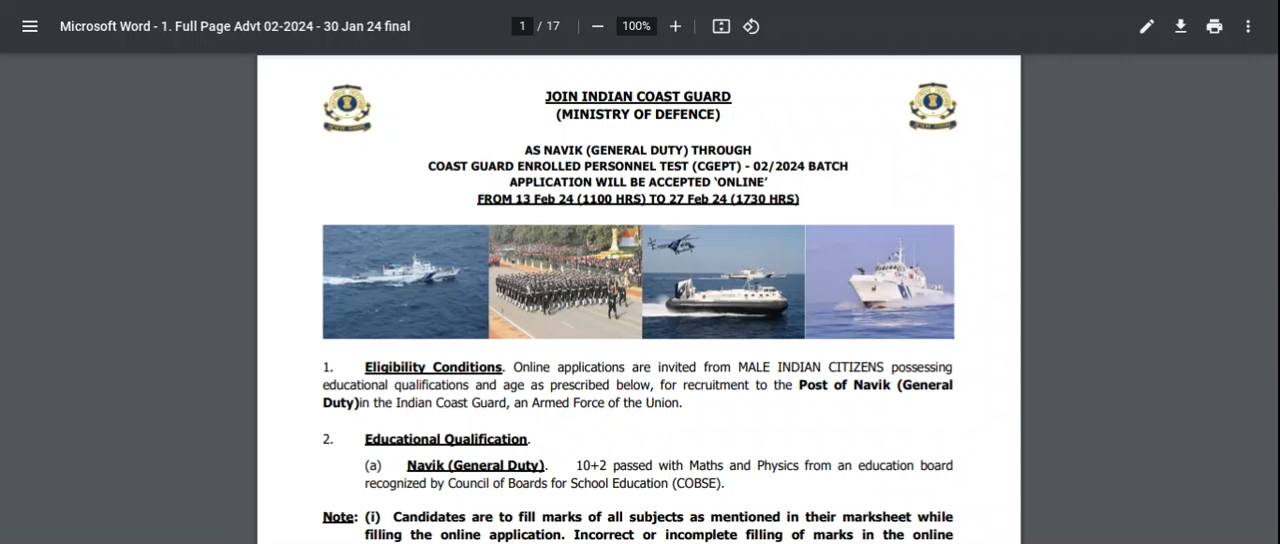 Microsoft Word - 1. Full Page Advt 02-2024 - 30 Jan 24 final
1 / 17
100%
JOIN INDIAN COAST GUARD
(MINISTRY OF DEFENCE)
AS NAVIK (GENERAL DUTY) THROUGH
COAST GUARD ENROLLED PERSONNEL TEST (CGEPT) - 02/2024 BATCH
APPLICATION WILL BE ACCEPTED ‘ONLINE’
FROM 13 Feb 24 (1100 HRS) TO 27 Feb 24 (1730 HRS)
1. Eligibility Conditions. Online applications are invited from MALE INDIAN CITIZENS possessing
educational qualifications and age as prescribed below, for recruitment to the Post of Navik (General
Duty)in the Indian Coast Guard, an Armed Force of the Union.
2. Educational Qualification.
(a) Navik (General Duty). 10+2 passed with Maths and Physics from an education board
recognized by Council of Boards for School Education (COBSE).
Note: (i) Candidates are to fill marks of all subjects as mentioned in their marksheet while
filling the online application. Incorrect or incomplete filling of marks in the online